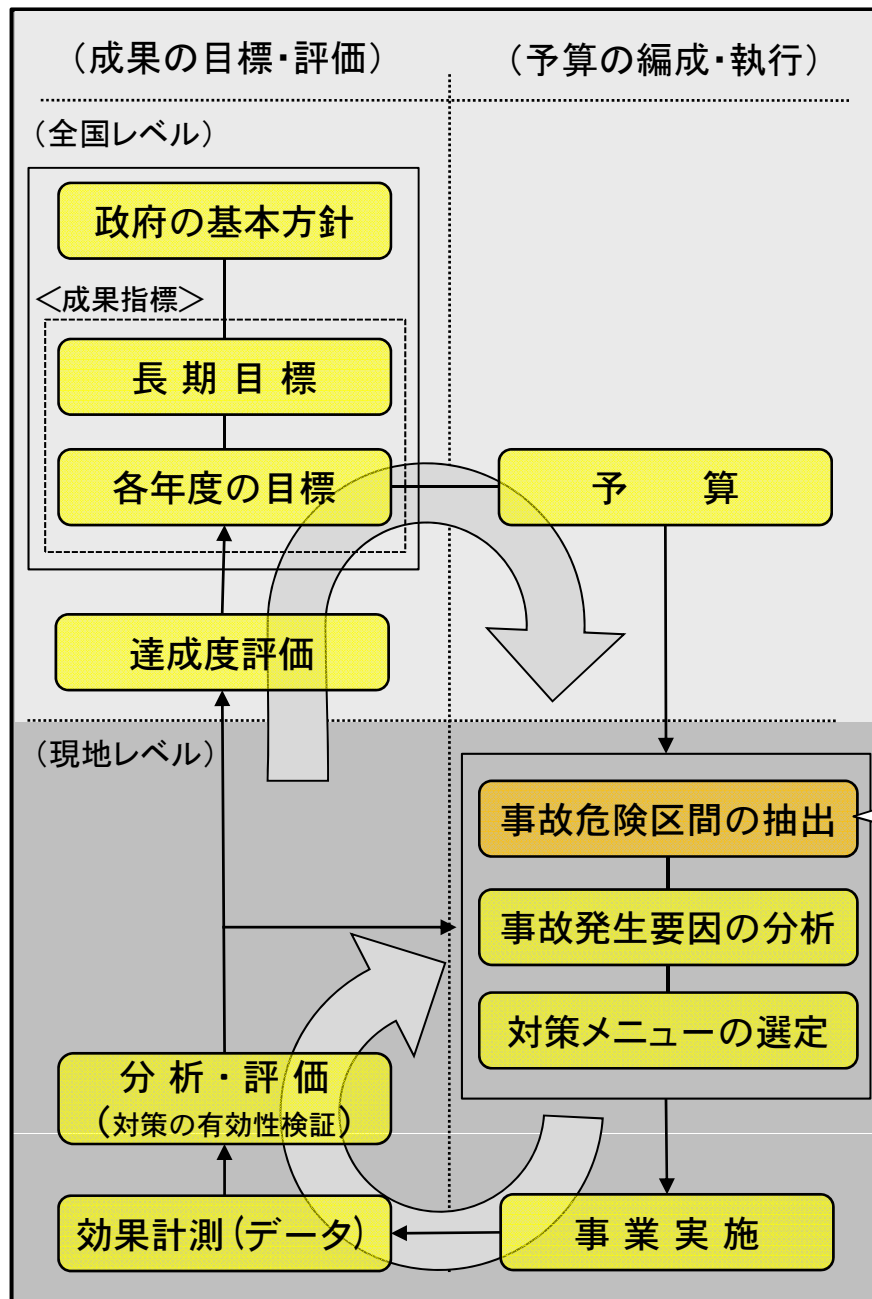 （成果の目標・評価）
（予算の編成・執行）
（全国レベル）
政府の基本方針
＜成果指標＞
長 期 目 標
各年度の目標
予　　算
達成度評価
（現地レベル）
事故危険区間の抽出
事故発生要因の分析
対策メニューの選定
分 析 ・ 評 価
（対策の有効性検証）
効果計測(データ)
事 業 実 施